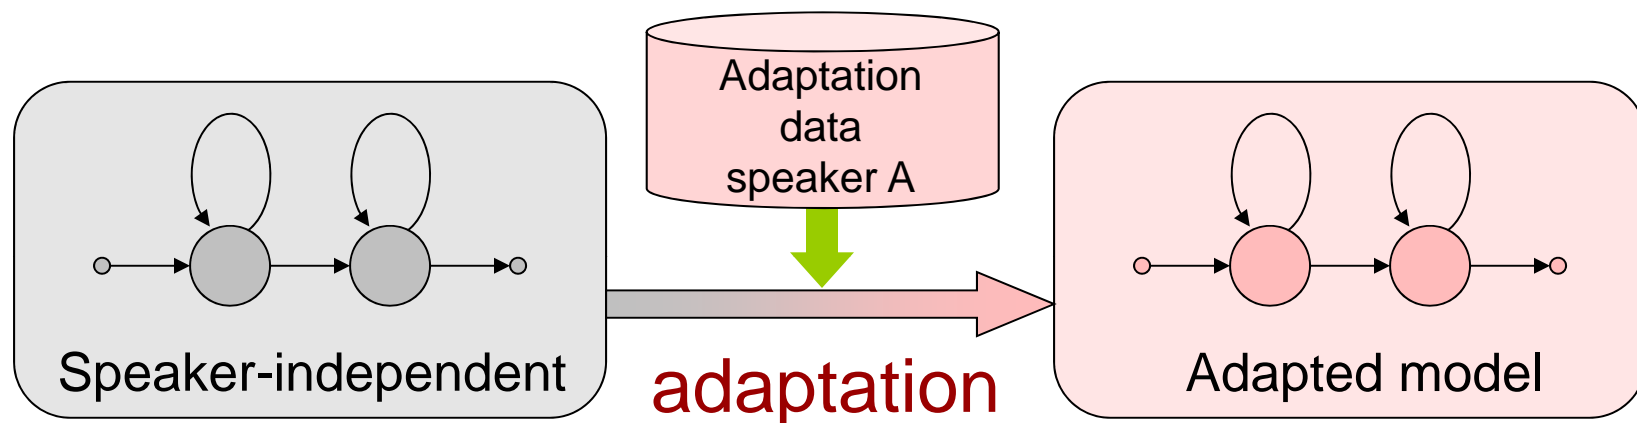 Speaker-independent
Adaptation
data
speaker A
adaptation
Adapted model